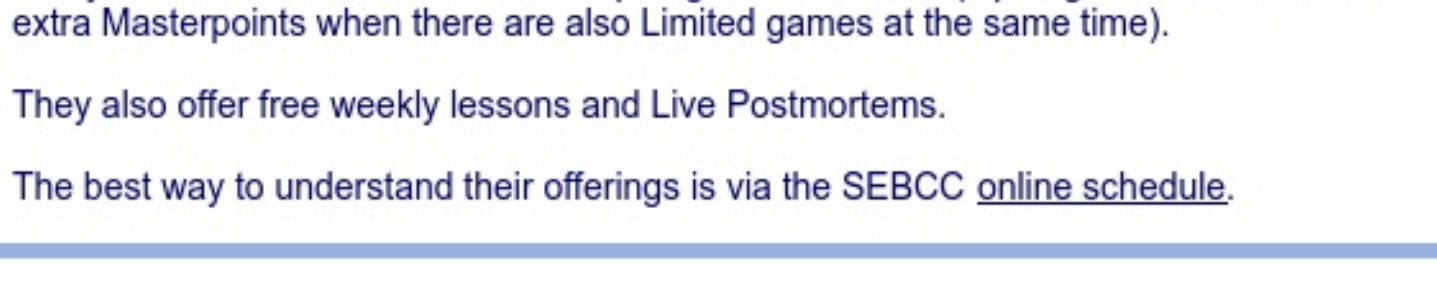 extra Masterpoints when there are also Limited games at the same time).
They also offer free weekly lessons and Live Postmortems.
The best way to understand their offerings is via the SEBCC online schedule.